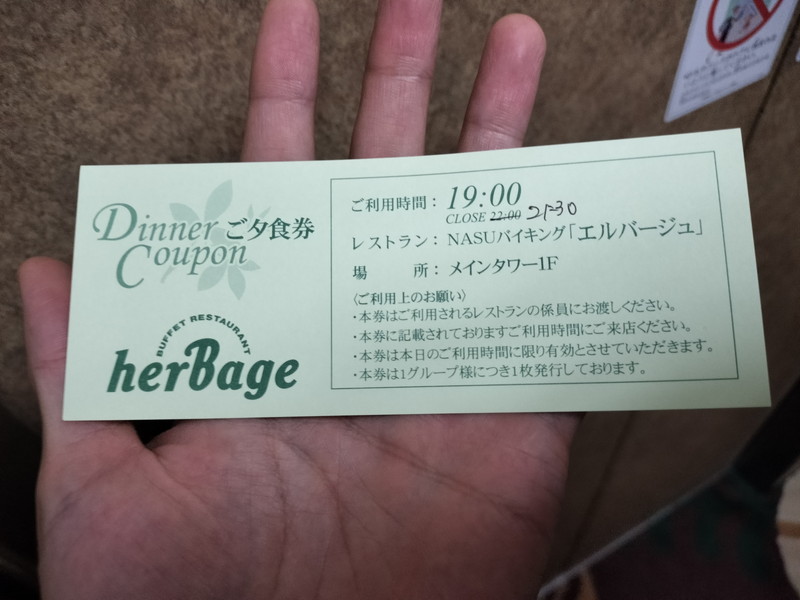 Dinner ご夕食券
Coupon
BUFFET RESTAURANT
herBage
ご利用時間： 19:00
CLOSE 22:00 21:30
レストラン： NASUバイキング「エルバージュ」
場　　所： メインタワー1F
〈ご利用上のお願い〉
・本券はご利用されるレストランの係員にお渡しください。
・本券に記載されておりますご利用時間にご来店ください。
・本券は本日のご利用時間に限り有効とさせていただきます。
・本券は1グループ様につき1枚発行しております。